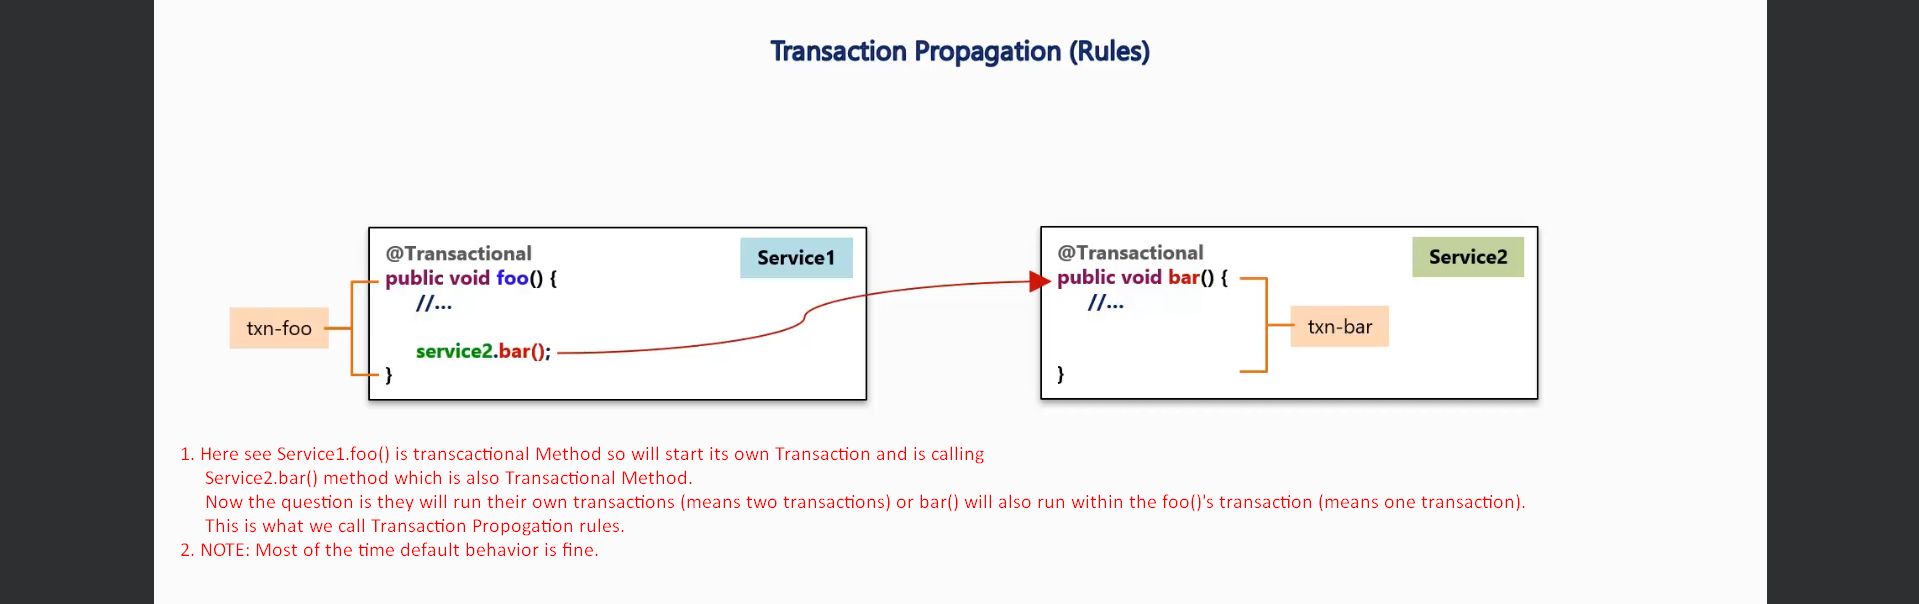 Transaction Propagation (Rules)
@Transactional
Service1
public void foo() {
//...
txn-foo
service2.bar();
}
@Transactional
Service2
public void bar() {
//...
txn-bar
}
1. Here see Service1.foo() is transcactional Method so will start its own Transaction and is calling
Service2.bar() method which is also Transactional Method.
Now the question is they will run their own transactions (means two transactions) or bar() will also run within the foo()'s transaction (means one transaction).
This is what we call Transaction Propogation rules.
2. NOTE: Most of the time default behavior is fine.